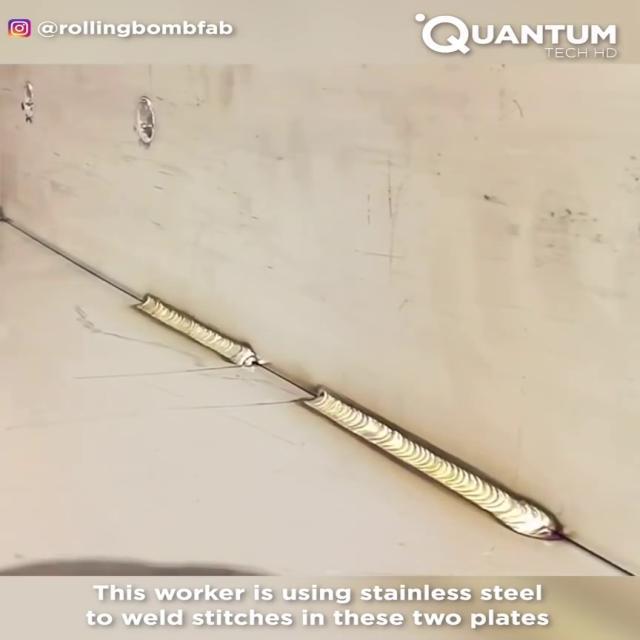 @rollingbombfab
QUANTUM
TECH HD
This worker is using stainless steel
to weld stitches in these two plates